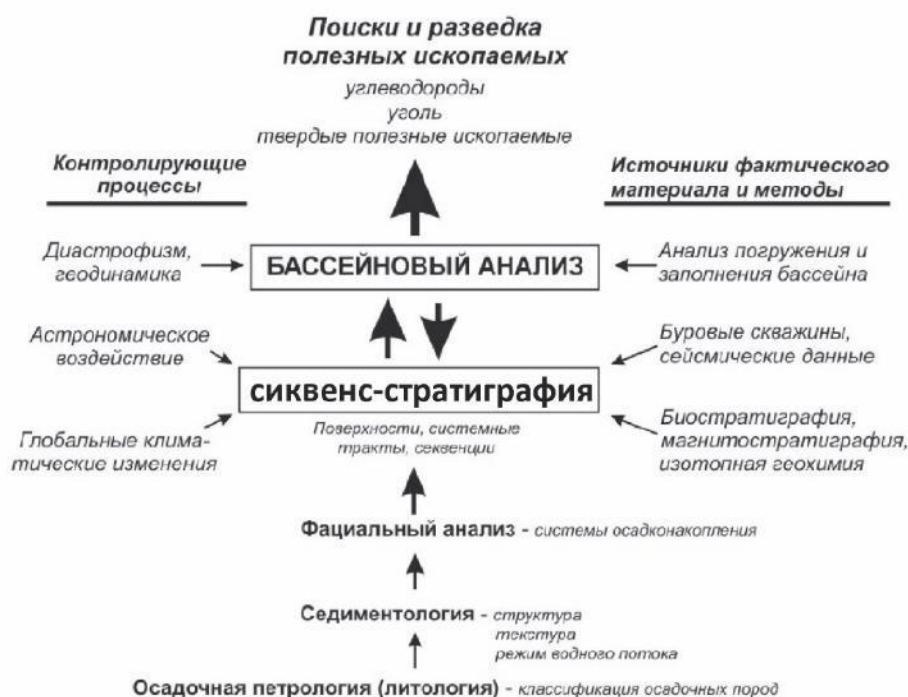 Поиски и разведка
полезных ископаемых
углеводороды
уголь
твердые полезные ископаемые
Контролирующие
процессы
Источники фактического
материала и методы
Диастрофизм,
геодинамика
БАССЕЙНОВЫЙ АНАЛИЗ
Анализ погружения и
заполнения бассейна
Астрономическое
воздействие
Буровые скважины,
сейсмические данные
сиквенс-стратиграфия
Глобальные клима-
тические изменения
Поверхности, системные
тракты, секвенции
Биостратиграфия,
магнитостратиграфия,
изотопная геохимия
Фациальный анализ - системы осадконакопления
Седиментология - структура
текстура
режим водного потока
Осадочная петрология (литология) - классификация осадочных пород